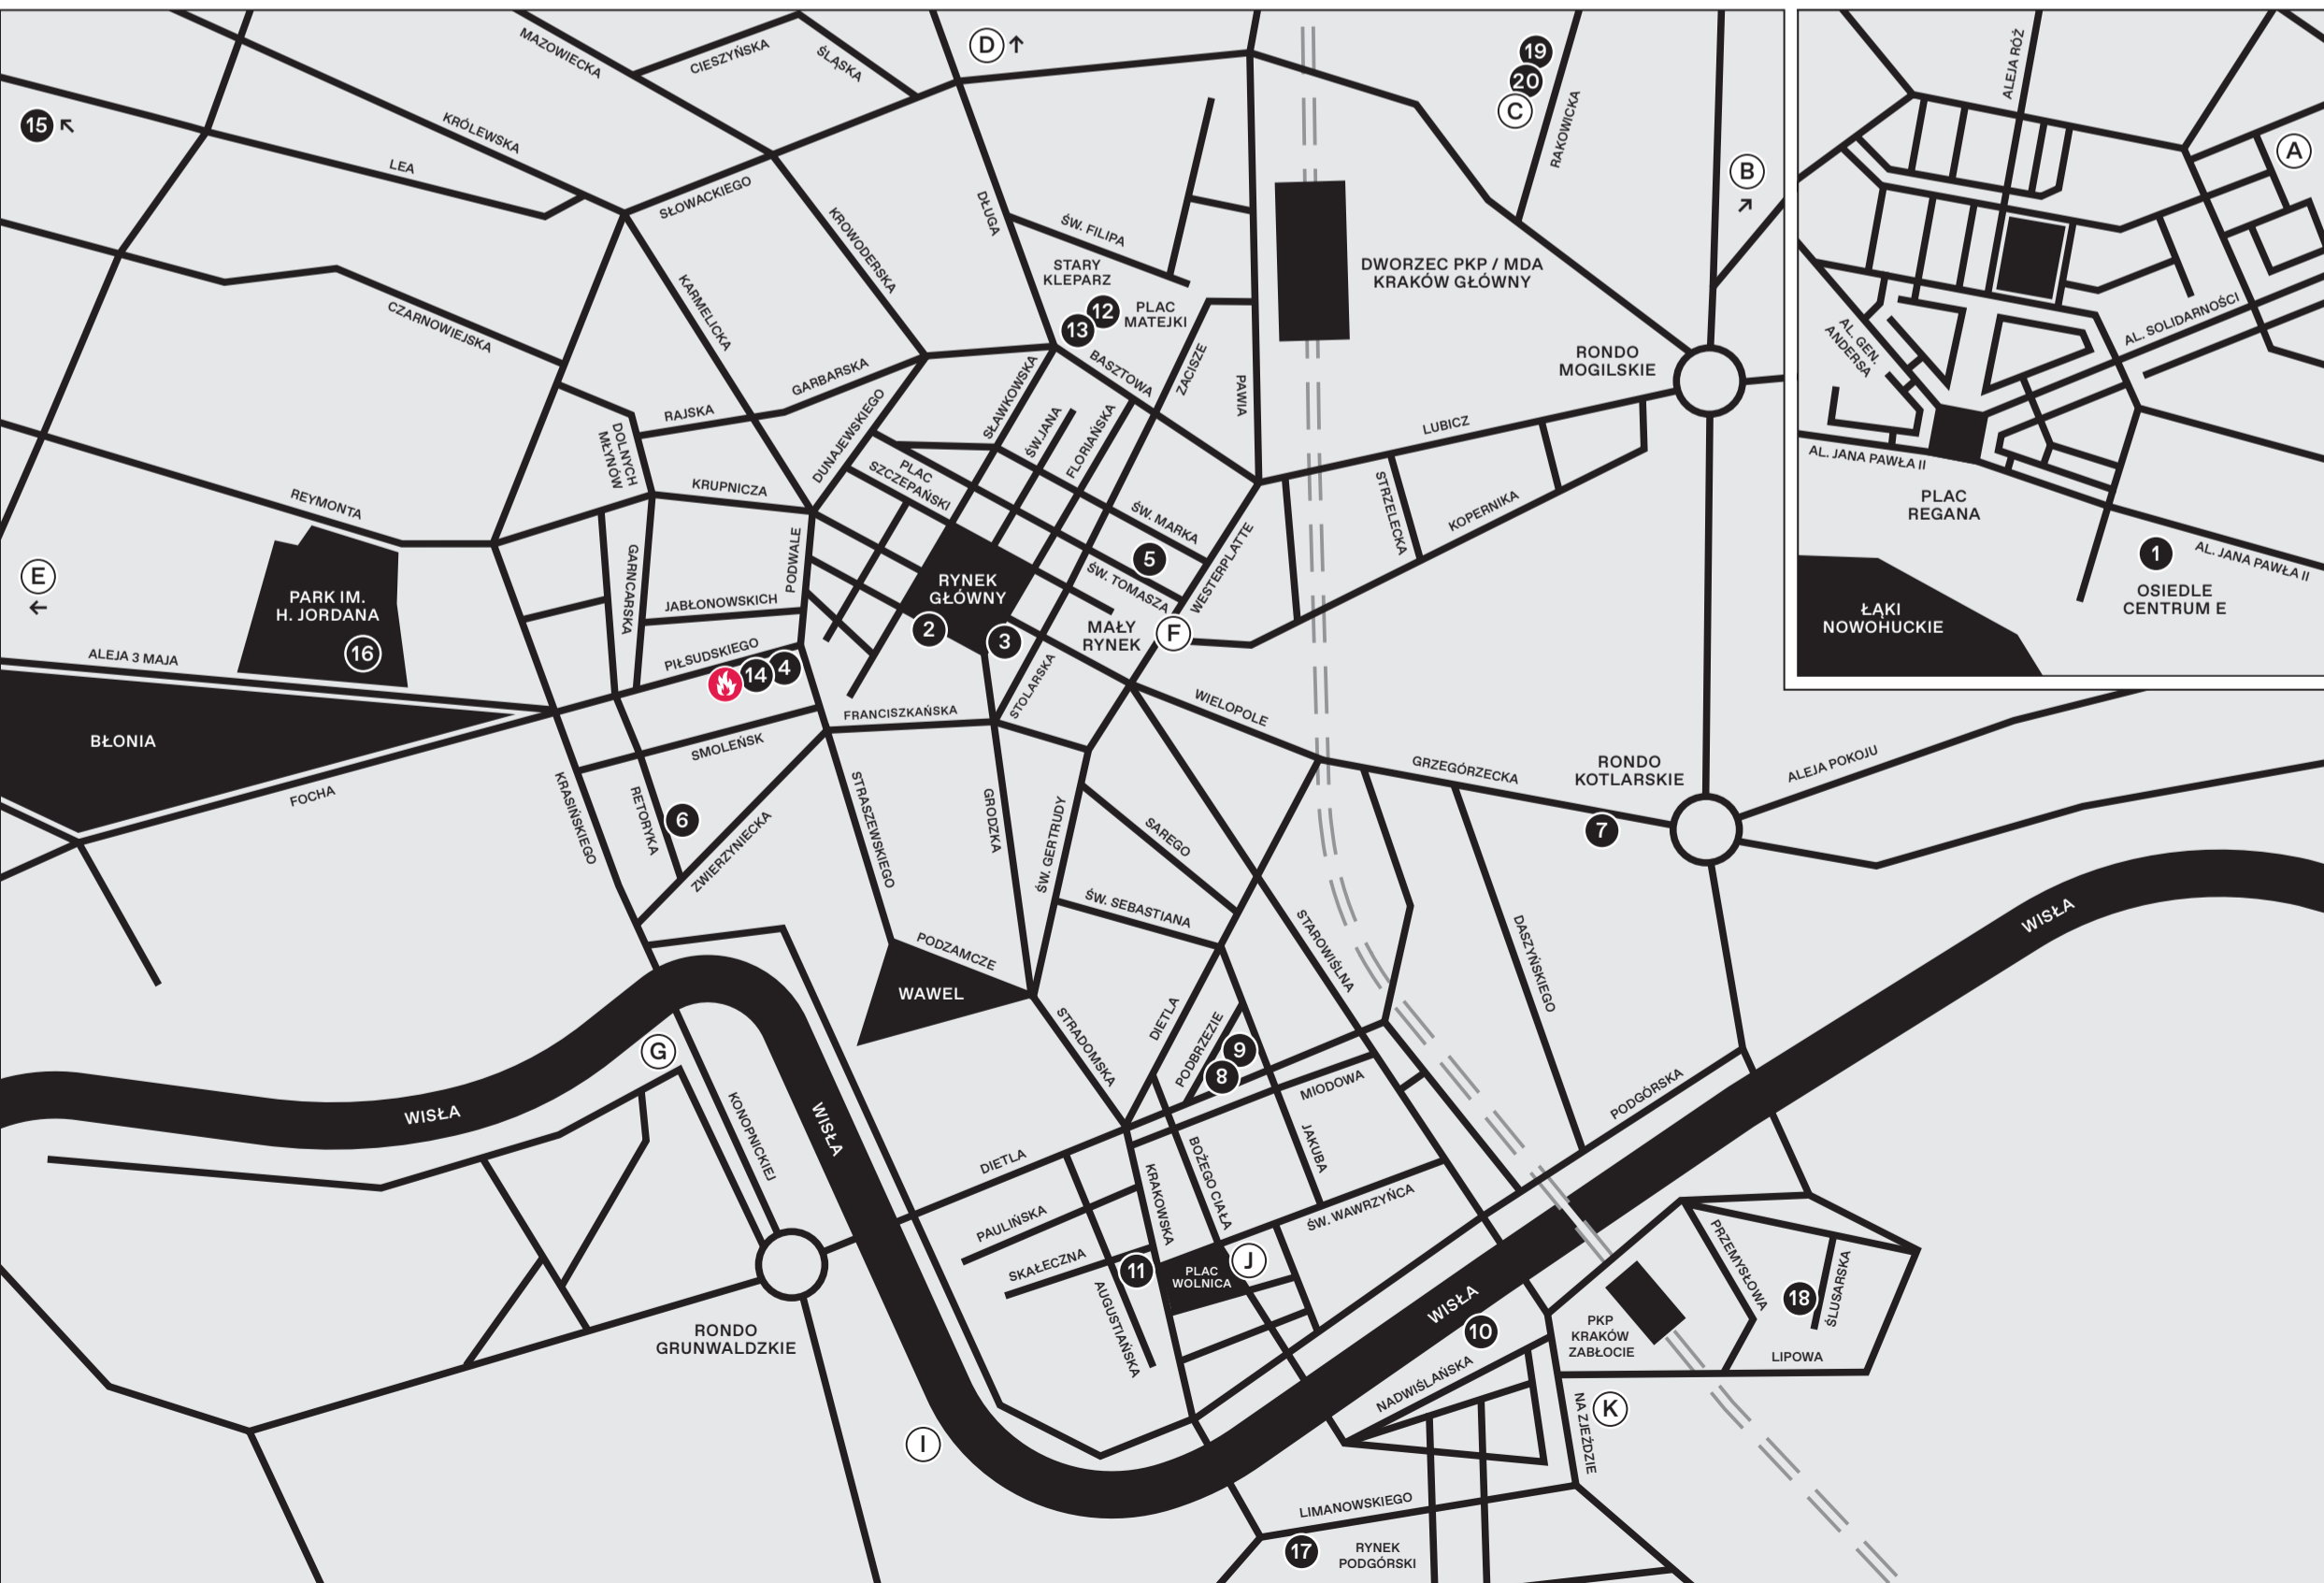 MAZOWIECKA
CIESZYŃSKA
ŚLĄSKA
D ↑
19
20
C
RAKOWICKA
ALEJA RÓŻ
A
15 ↖
KRÓLEWSKA
LEA
SŁOWACKIEGO
KROWODERSKA
DŁUGA
ŚW. FILIPA
B
↗
STARY
KLEPARZ
12
13
PLAC
MATEJKI
DWORZEC PKP / MDA
KRAKÓW GŁÓWNY
CZARNOWIEJSKA
KARMELICKA
GARBARSKA
RAJSKA
DUNAJEWSKIEGO
SŁAWKOWSKA
ŚW.JANA
FLORIAŃSKA
BASZTOWA
ZACISZE
PAWIA
RONDO
MOGILSKIE
LUBICZ
AL. SOLIDARNOŚCI
AL. GEN.
ANDERSA
AL. JANA PAWŁA II
PLAC
REGANA
1
AL. JANA PAWŁA II
OSIEDLE
CENTRUM E
ŁĄKI
NOWOHUCKIE
DOLNYCH
MŁYNÓW
KRUPNICZA
PLAC
SZCZEPAŃSKI
ŚW. MARKA
5
ŚW. TOMASZA
WESTERPLATTE
STRZELECKA
KOPERNIKA
REYMONTA
E
←
PARK IM.
H. JORDANA
16
GARNCARSKA
PODWALE
JABŁONOWSKICH
RYNEK
GŁÓWNY
2
3
MAŁY
RYNEK
F
ALEJA 3 MAJA
PIŁSUDSKIEGO
14
4
BŁONIA
FOCHA
SMOLEŃSK
FRANCISZKAŃSKA
STOLARSKA
WIELOPOLE
GRZEGÓRZECKA
RONDO
KOTLARSKIE
7
ALEJA POKOJU
KRASIŃSKIEGO
RETORYKA
6
ZWIERZYNIECKA
STRASZEWSKIEGO
GRODZKA
ŚW. GERTRUDY
SAREGO
ŚW. SEBASTIANA
STAROWIŚLNA
DASZYŃSKIEGO
WISŁA
PODZAMCZE
WAWEL
STRADOMSKA
DIETLA
PODBRZEZIE
9
8
MIODOWA
PODGÓRSKA
G
WISŁA
KONOPNICKIEJ
WISŁA
DIETLA
PAULIŃSKA
SKAŁECZNA
AUGUSTIAŃSKA
KRAKOWSKA
BOŻEGO CIAŁA
JAKUBA
ŚW. WAWRZYŃCA
11
PLAC
WOLNICA
J
WISŁA
10
NADWIŚLAŃSKA
PKP
KRAKÓW
ZABŁOCIE
PRZEMYSŁOWA
18
ŚLUSARSKA
LIPOWA
RONDO
GRUNWALDZKIE
I
NA ZJEŹDZIE
K
LIMANOWSKIEGO
17
RYNEK
PODGÓRSKI